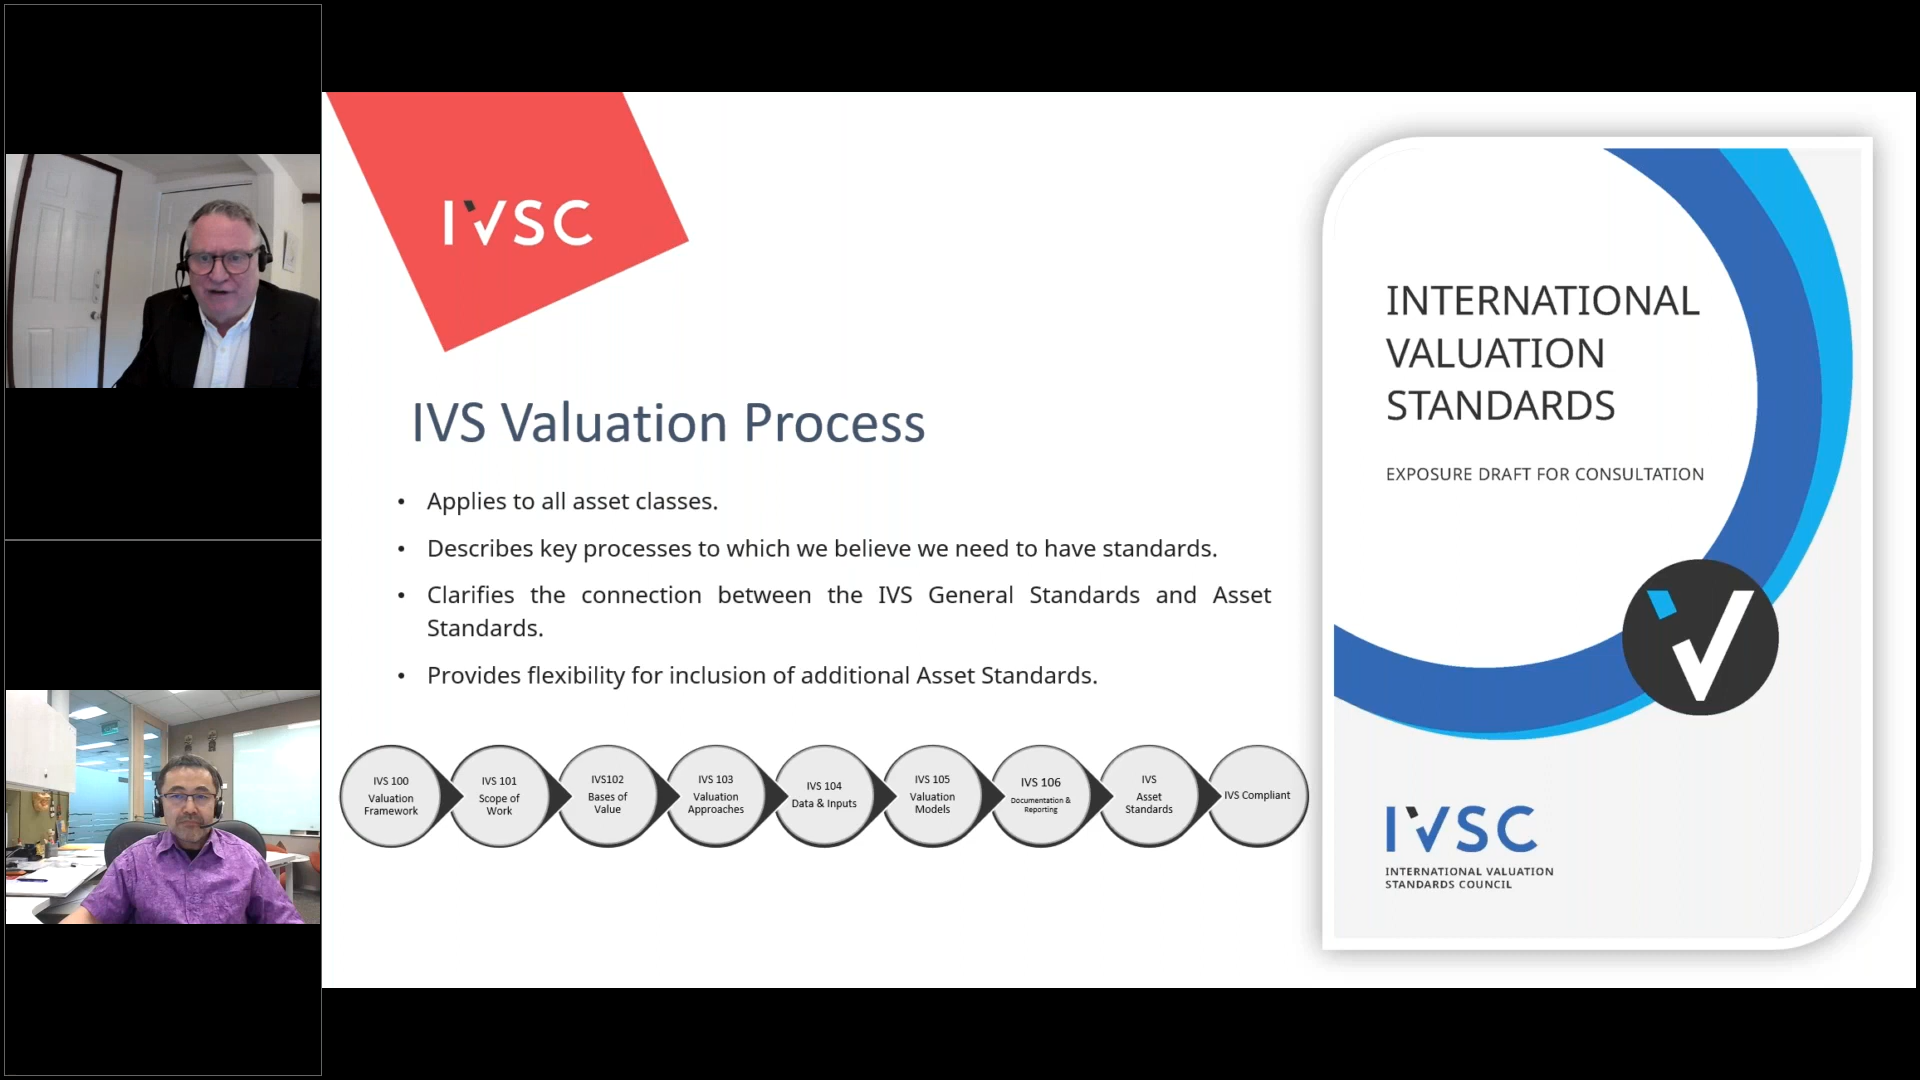 IVSC
IVS Valuation Process
• Applies to all asset classes.
• Describes key processes to which we believe we need to have standards.
• Clarifies the connection between the IVS General Standards and Asset
Standards.
• Provides flexibility for inclusion of additional Asset Standards.
IVS 100
Valuation
Framework
IVS 101
Scope of
Work
IVS102
Bases of
Value
IVS 103
Valuation
Approaches
IVS 104
Data & Inputs
IVS 105
Valuation
Models
IVS 106
Documentation &
Reporting
IVS
Asset
Standards
IVS Compliant
INTERNATIONAL
VALUATION
STANDARDS
EXPOSURE DRAFT FOR CONSULTATION
IVSC
INTERNATIONAL VALUATION
STANDARDS COUNCIL